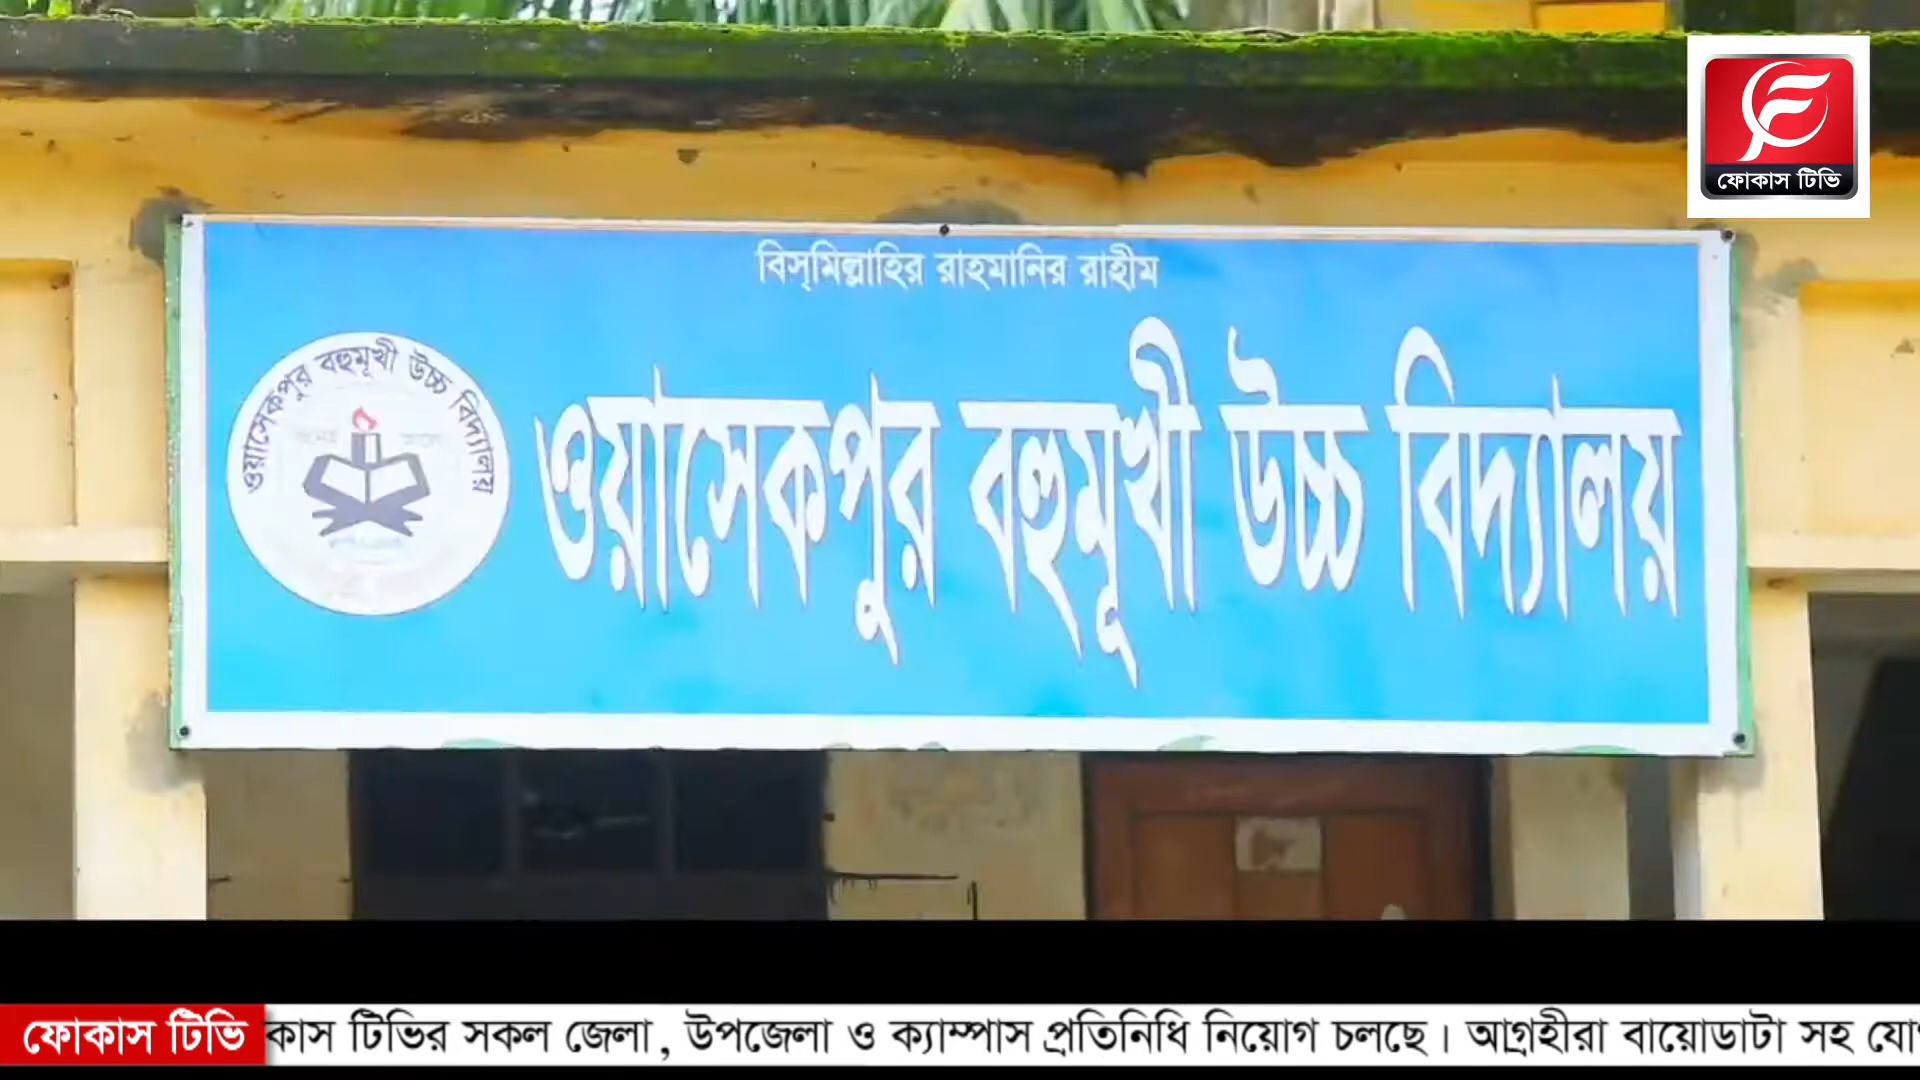 ফোকাস টিভি
বিস্‌মিল্লাহির রাহমানির রাহীম
ওয়াসেকপুর বহুমূখী উচ্চ বিদ্যালয়
ওয়াসেকপুর বহুমূখী উচ্চ বিদ্যালয়
ফোকাস টিভি
কাস টিভির সকল জেলা, উপজেলা ও ক্যাম্পাস প্রতিনিধি নিয়োগ চলছে। আগ্রহীরা বায়োডাটা সহ